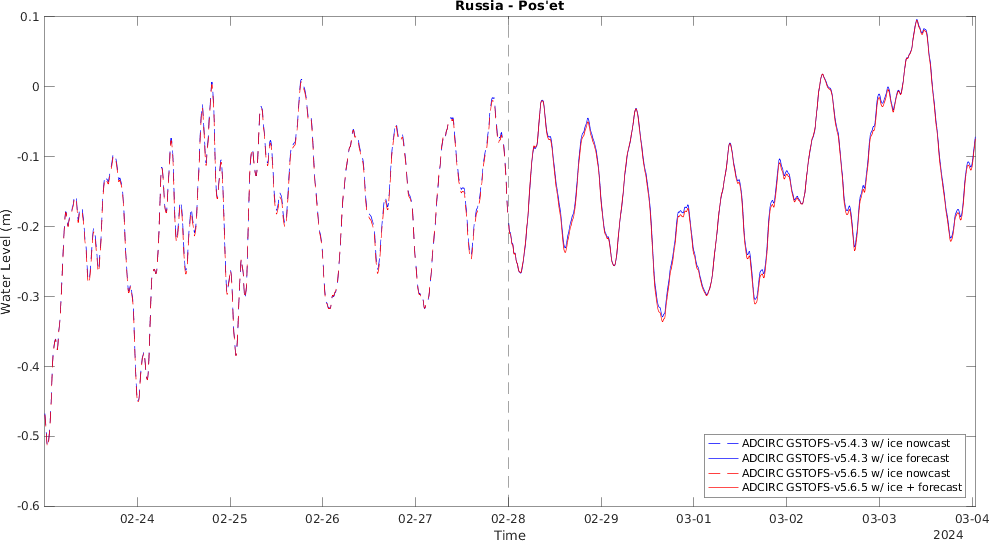 Russia - Pos'et
0.1
0
-0.1
-0.2
-0.3
-0.4
-0.5
-0.6
Water Level (m)
ADCIRC GSTOFS-v5.4.3 w/ ice nowcast
ADCIRC GSTOFS-v5.4.3 w/ ice forecast
ADCIRC GSTOFS-v5.6.5 w/ ice nowcast
ADCIRC GSTOFS-v5.6.5 w/ ice + forecast
02-24 02-25 02-26 02-27 02-28 02-29 03-01 03-02 03-03 03-04
Time
2024